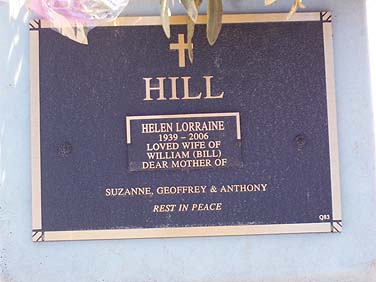 HILL
HELEN LORRAINE
1939 - 2006
LOVED WIFE OF
WILLIAM (BILL)
DEAR MOTHER OF
SUZANNE, GEOFFREY & ANTHONY
REST IN PEACE
Q83